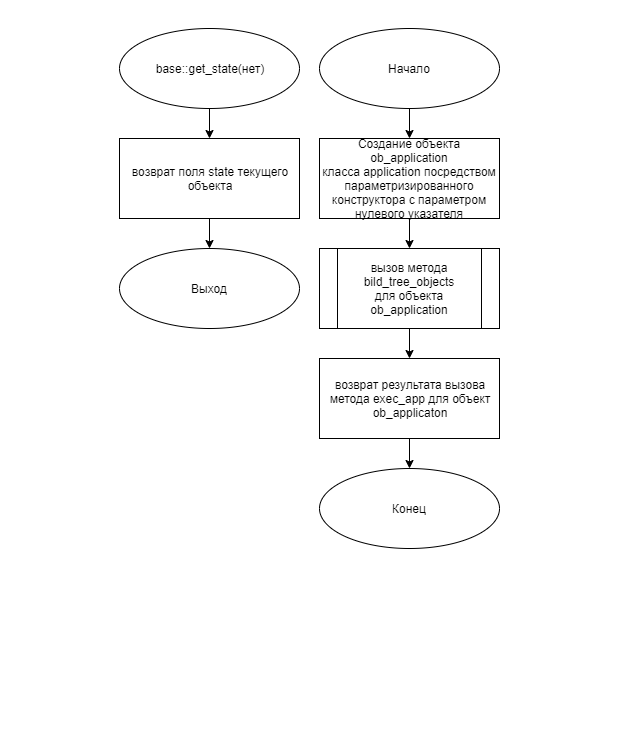 base::get_state(нет)
возврат поля state текущего
объекта
Выход
Начало
Создание объекта
ob_application
класса application посредством
параметризированного
конструктора с параметром
нулевого указателя
вызов метода
bild_tree_objects
для объекта
ob_application
возврат результата вызова
метода exec_app для объект
ob_applicaton
Конец